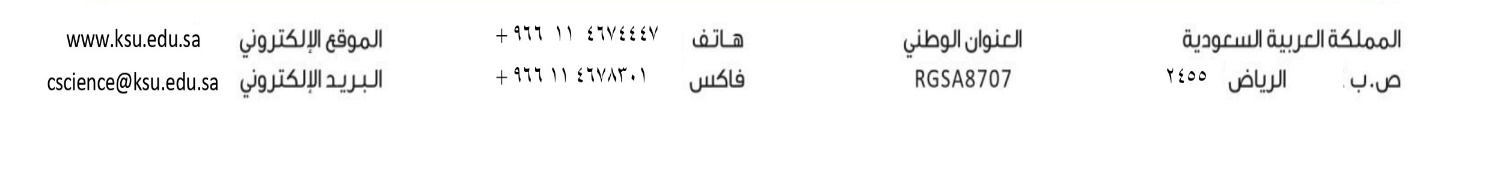 المملكة العربية السعودية العنوان الوطني هاتف +٩٦٦ ١١ ٤٦٧٤٤٤٧ الموقع الإلكتروني www.ksu.edu.sa
ص.ب. الرياض ٢٤٥٥ RGSA8707 فاكس +٩٦٦ ١١ ٤٦٧٨٣٠١ البريد الإلكتروني cscience@ksu.edu.sa